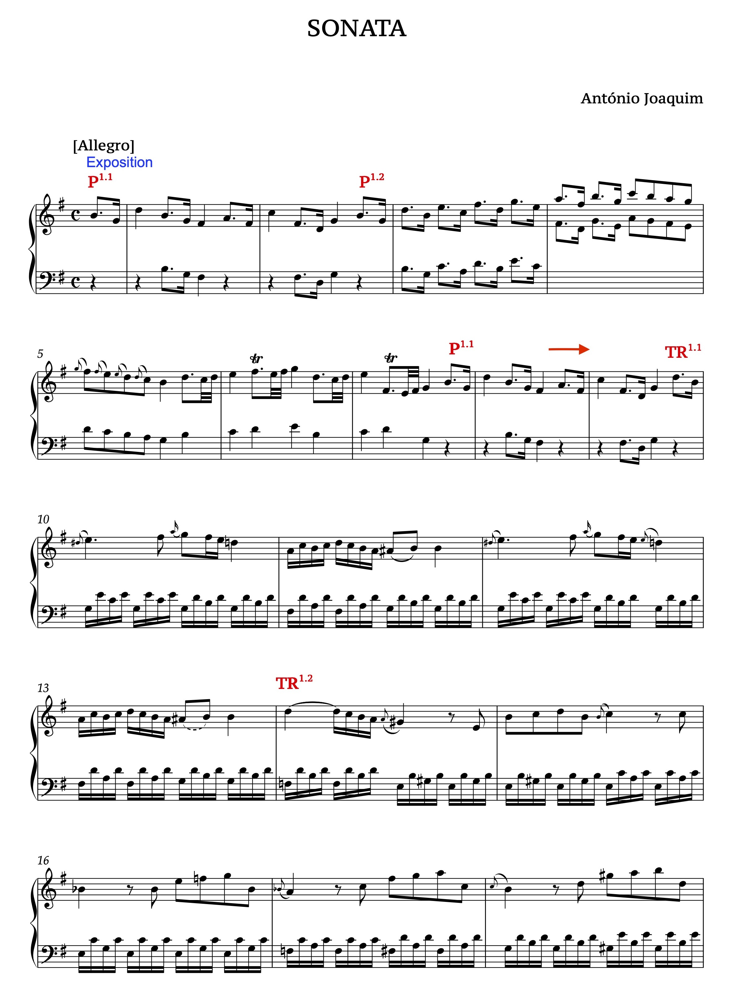 SONATA
António Joaquim
[Allegro]
Exposition
P1.1 P1.2
5 tr tr P1.1 TR1.1
10
13 TR1.2
16